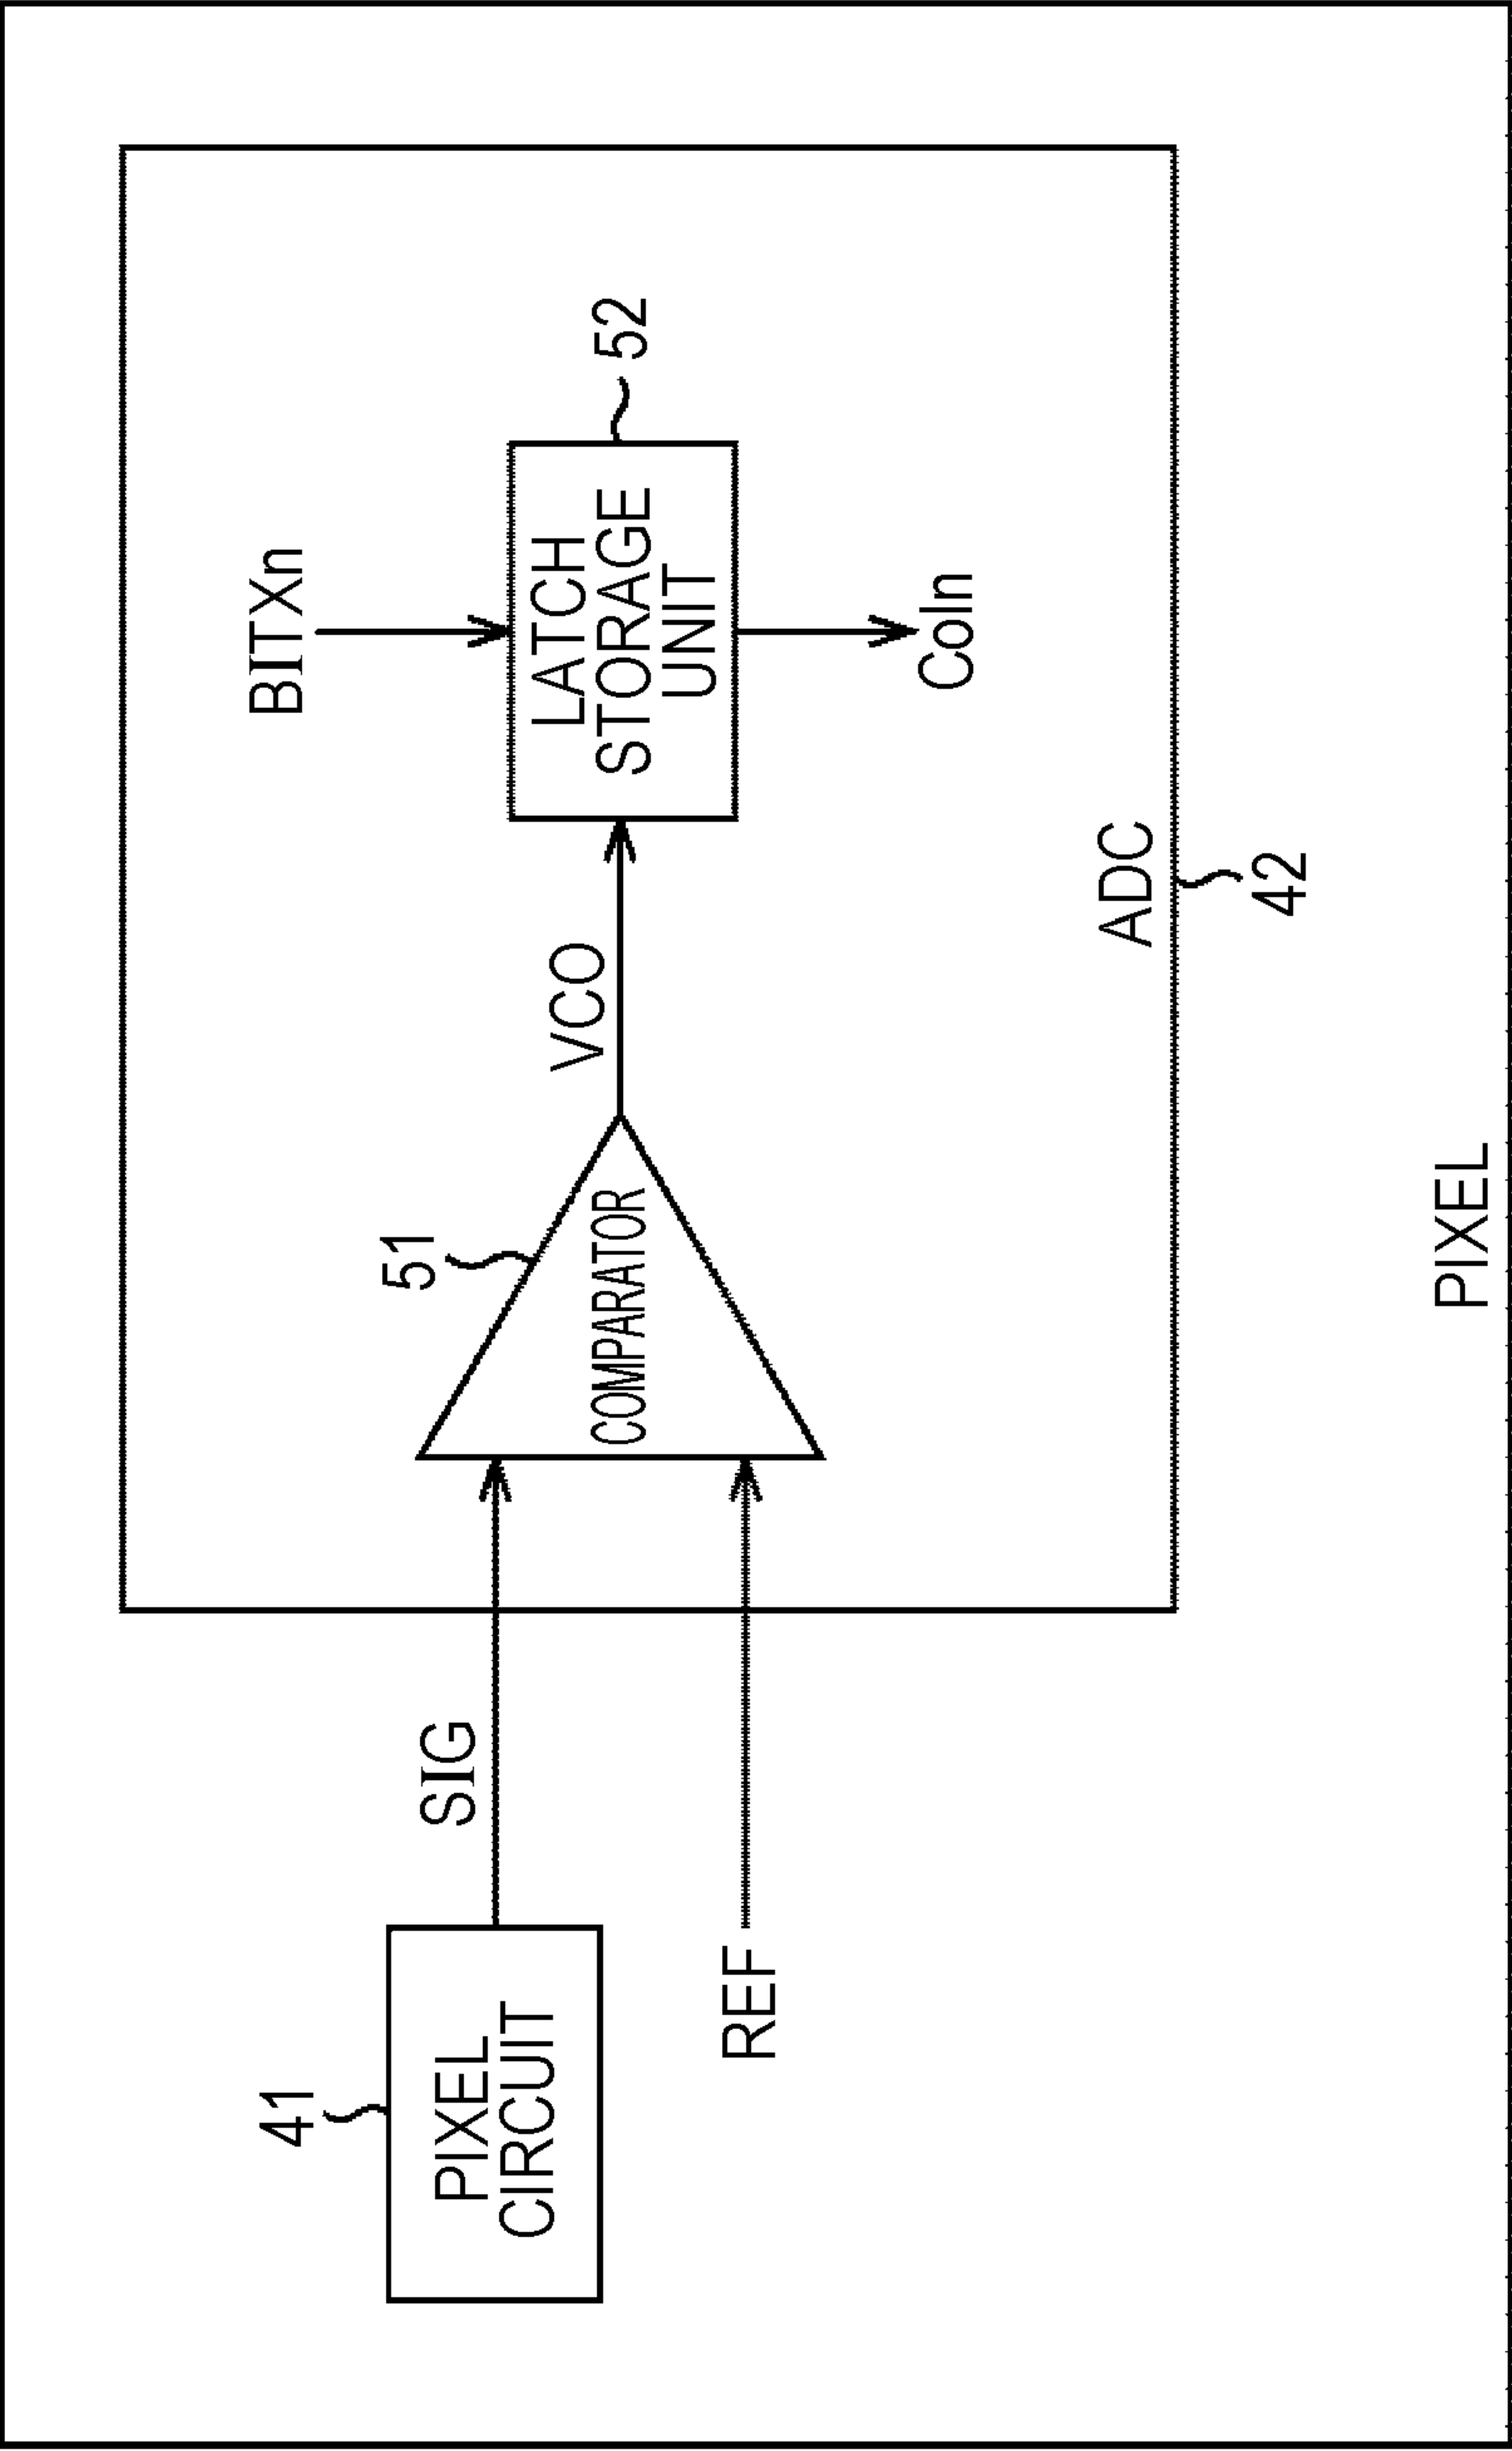 BITXn
51
52
41
SIG
VCO
LATCH
STORAGE
UNIT
PIXEL
CIRCUIT
COMPARATOR
REF
Coln
ADC
42
PIXEL